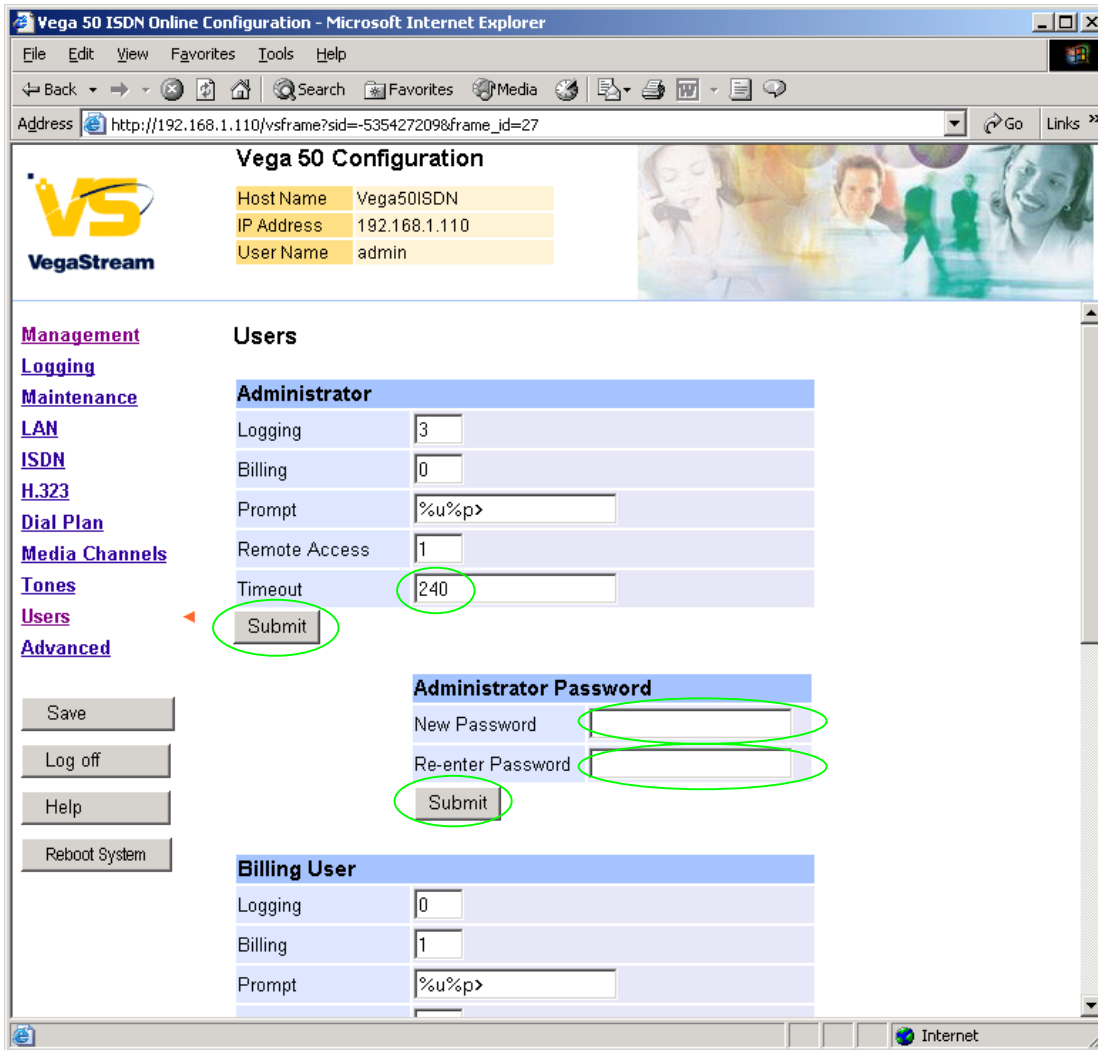 Vega 50 ISDN Online Configuration - Microsoft Internet Explorer
File Edit View Favorites Tools Help
Back Search Favorites Media
Address http://192.168.1.110/vsframe?sid=-535427209&frame_id=27 Go Links »
VS
VegaStream
Vega 50 Configuration
Host Name Vega50ISDN
IP Address 192.168.1.110
User Name admin
Management
Logging
Maintenance
LAN
ISDN
H.323
Dial Plan
Media Channels
Tones
Users
Advanced
Save
Log off
Help
Reboot System
Users
Administrator
Logging 3
Billing 0
Prompt %u%p>
Remote Access 1
Timeout 240
Submit
Administrator Password
New Password
Re-enter Password
Submit
Billing User
Logging 0
Billing 1
Prompt %u%p>
Internet